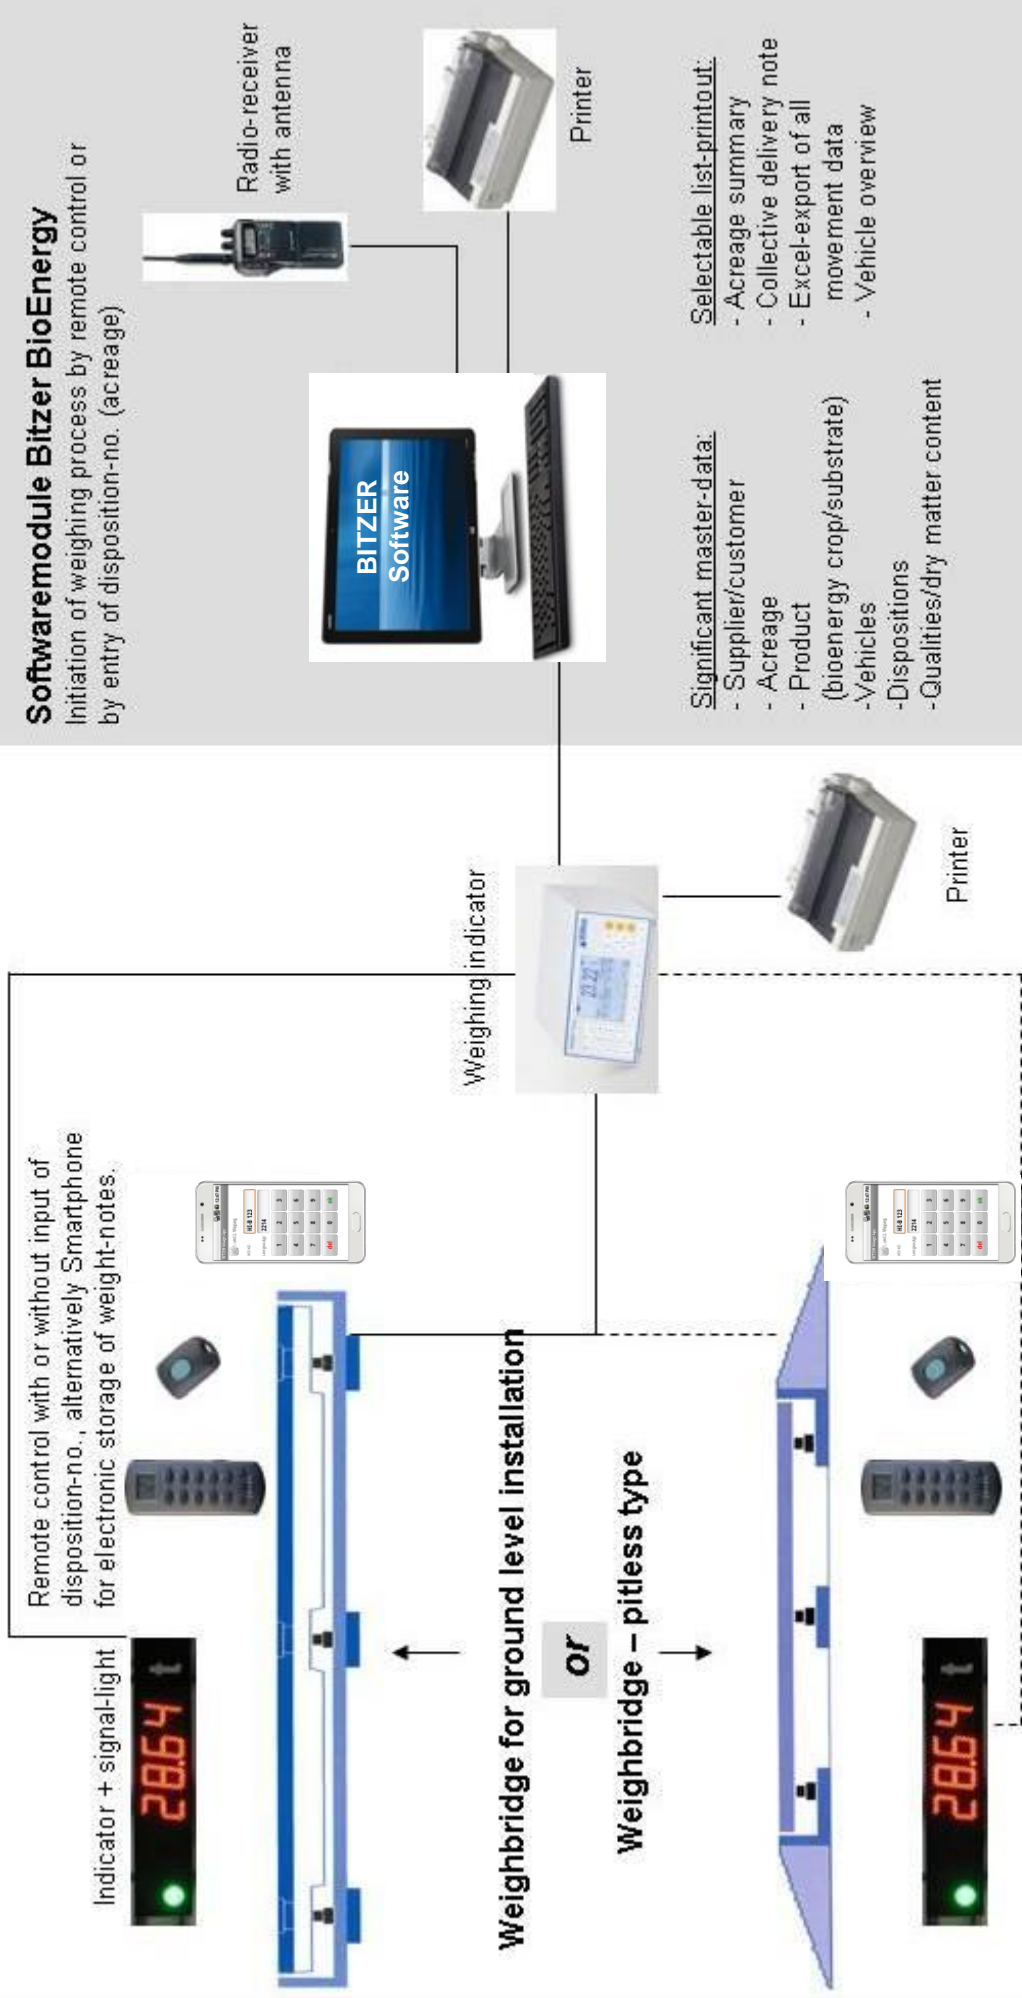 Softwaremodule Bitzer BioEnergy
Initiation of weighing process by remote control or
by entry of disposition-no. (acreage)
Radio-receiver
with antenna
Printer
BITZER
Software
Significant master-data:
- Supplier/customer
- Acreage
- Product
(bioenergy crop/substrate)
-Vehicles
-Dispositions
-Qualities/dry matter content
Selectable list-printout:
- Acreage summary
- Collective delivery note
- Excel-export of all
movement data
- Vehicle overview
Remote control with or without input of
disposition-no., alternatively Smartphone
for electronic storage of weight-notes.
Indicator + signal-light
28.64 t
Weighing indicator
Printer
Weighbridge for ground level installation
or
Weighbridge – pitless type
28.64 t